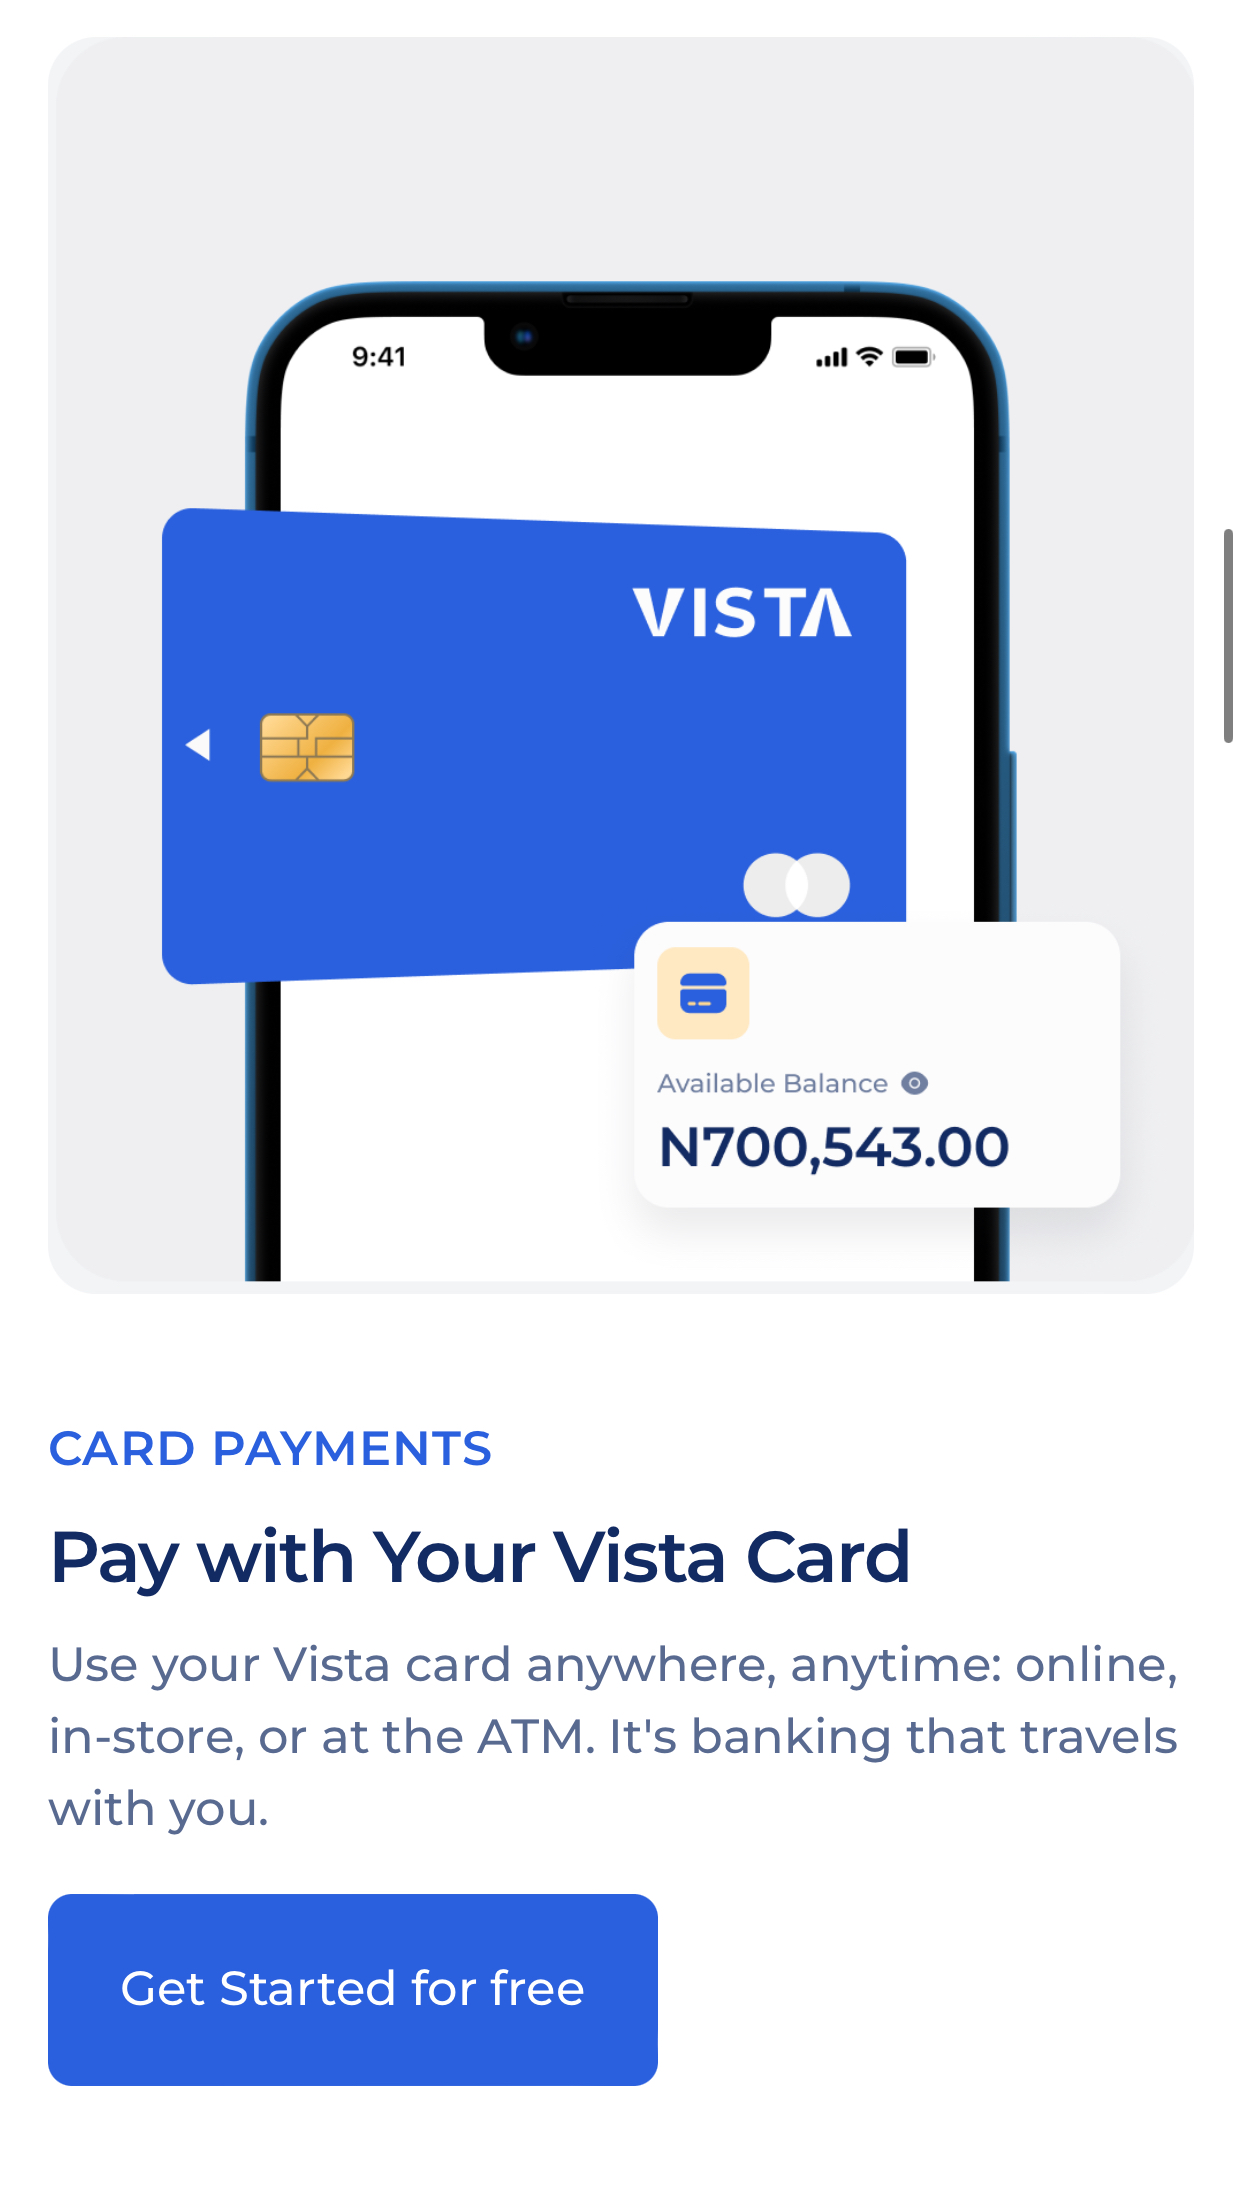 9:41
VISTA
Available Balance
N700,543.00
CARD PAYMENTS
Pay with Your Vista Card
Use your Vista card anywhere, anytime: online,
in-store, or at the ATM. It's banking that travels
with you.
Get Started for free